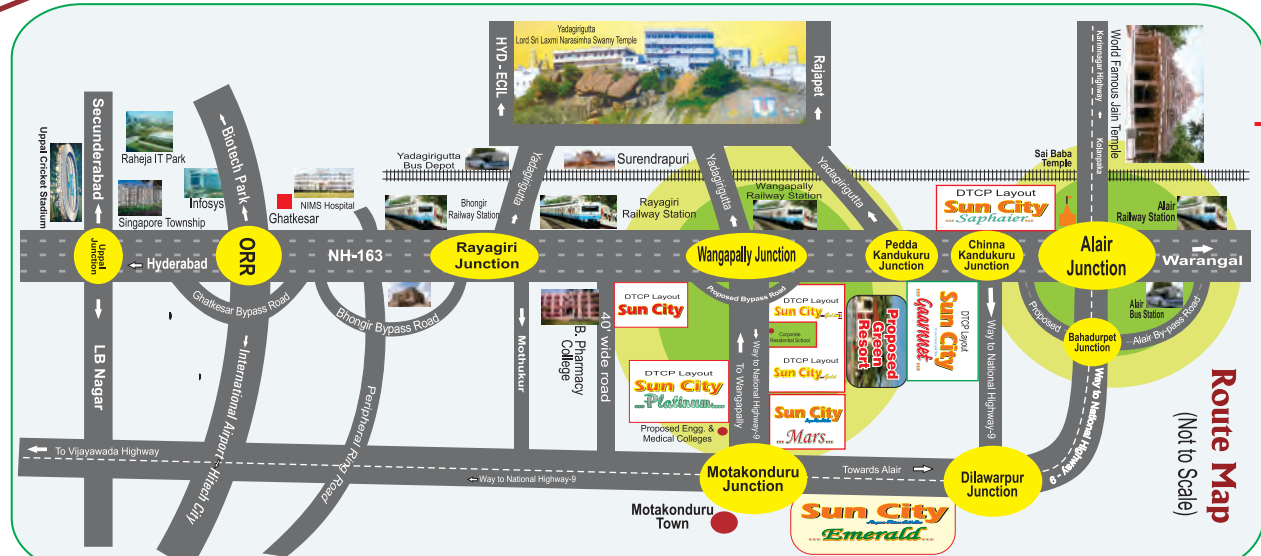 Yadagirigutta
Lord Sri Laxmi Narasimha Swamy Temple
HYD - ECIL
Rajapet
Karimnagar Highway
Kolanpaka
World Famous Jain Temple
Secunderabad
Uppal Cricket Stadium
Raheja IT Park
Singapore Township
Biotech Park
Infosys
Ghatkesar
NIMS Hospital
Yadagirigutta
Bus Depot
Surendrapuri
Yadagirigutta
Yadagirigutta
Yadagirigutta
Sai Baba
Temple
Bhongir
Railway Station
Rayagiri
Railway Station
Wangapally
Railway Station
DTCP Layout
Sun City
Saphaier...
Alair
Railway Station
Uppal
Junction
Hyderabad
ORR
NH-163
Rayagiri
Junction
Wangapally Junction
Pedda
Kandukuru
Junction
Chinna
Kandukuru
Junction
Alair
Junction
Warangal
Ghatkesar Bypass Road
Bhongir Bypass Road
Proposed Bypass Road
Proposed
Alair By-pass Road
Alair
Bus Station
Bahadurpet
Junction
LB Nagar
International Airport
Hitech City
Peripheral Ring Road
Mothukur
B. Pharmacy
College
40' wide road
DTCP Layout
Sun City
DTCP Layout
Sun City
...Platinum....
Proposed Engg. &
Medical Colleges
To Wangapally
Way to National Highway-9
DTCP Layout
Sun City
Corporate
Residential School
DTCP Layout
Sun City
Gold
Sun City
... Mars...
Proposed
Green
Resort
DTCP Layout
Sun City
... Gaarnnet ...
Way to National Highway-9
Way to National Highway - 9
Route Map
(Not to Scale)
To Vijayawada Highway
Way to National Highway-9
Motakonduru
Junction
Towards Alair
Dilawarpur
Junction
Motakonduru
Town
Sun City
... Emerald ...